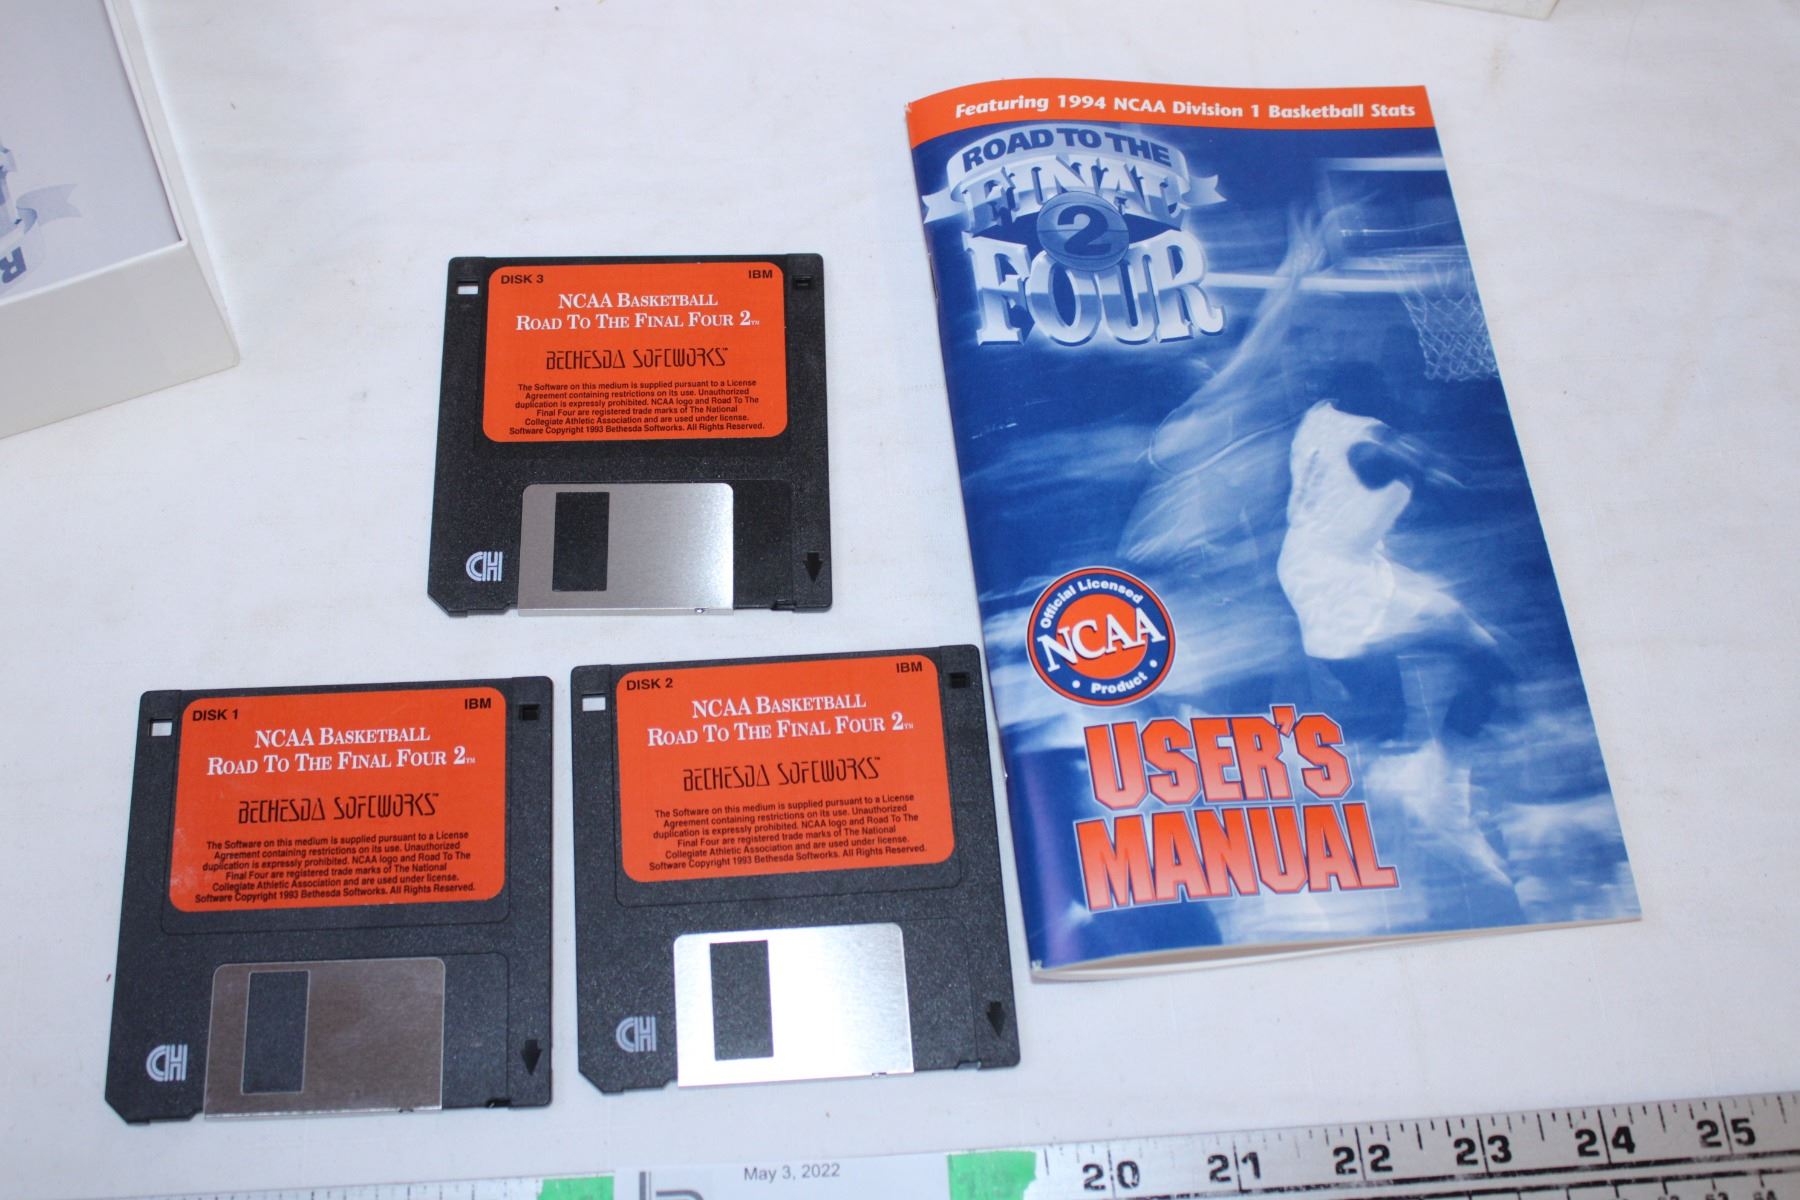 Featuring 1994 NCAA Division 1 Basketball Stats
ROAD TO THE
FINAL
2
FOUR
Official Licensed
NCAA
Product
USER'S
MANUAL
DISK 3 IBM
NCAA BASKETBALL
ROAD TO THE FINAL FOUR 2™
BETHESDA SOFTWORKS™
The Software on this medium is supplied pursuant to a License
Agreement containing restrictions on its use. Unauthorized
duplication is expressly prohibited. NCAA logo and Road To The
Final Four are registered trade marks of The National
Collegiate Athletic Association and are used under license.
Software Copyright 1993 Bethesda Softworks. All Rights Reserved.
CH
DISK 1 IBM
NCAA BASKETBALL
ROAD TO THE FINAL FOUR 2™
BETHESDA SOFTWORKS™
The Software on this medium is supplied pursuant to a License
Agreement containing restrictions on its use. Unauthorized
duplication is expressly prohibited. NCAA logo and Road To The
Final Four are registered trade marks of The National
Collegiate Athletic Association and are used under license.
Software Copyright 1993 Bethesda Softworks. All Rights Reserved.
CH
DISK 2 IBM
NCAA BASKETBALL
ROAD TO THE FINAL FOUR 2™
BETHESDA SOFTWORKS™
The Software on this medium is supplied pursuant to a License
Agreement containing restrictions on its use. Unauthorized
duplication is expressly prohibited. NCAA logo and Road To The
Final Four are registered trade marks of The National
Collegiate Athletic Association and are used under license.
Software Copyright 1993 Bethesda Softworks. All Rights Reserved.
CH
May 3, 2022
20 21 22 23 24 25
R